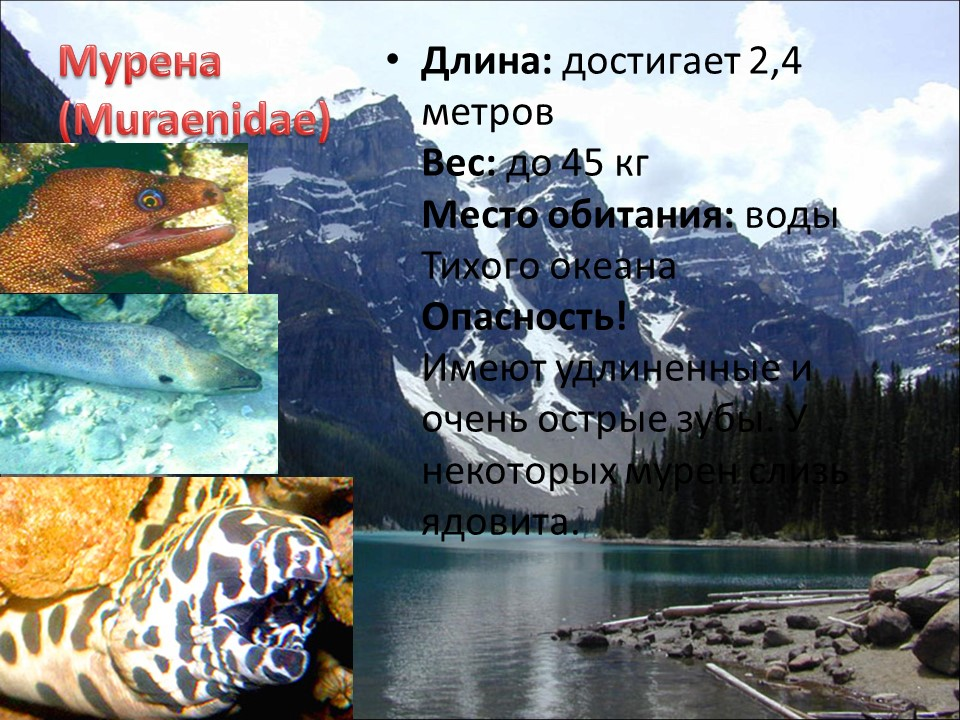 Мурена
(Muraenidae)
• Длина: достигает 2,4
метров
Вес: до 45 кг
Место обитания: воды
Тихого океана
Опасность!
Имеют удлиненные и
очень острые зубы. У
некоторых мурен слизь
ядовита.